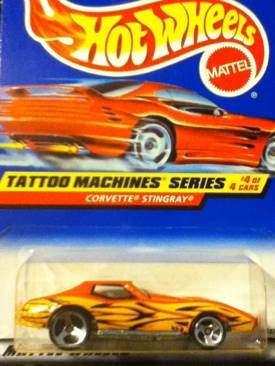 HOT WHEELS
MATTEL
TATTOO MACHINES® SERIES #4 OF 4 CARS
CORVETTE® STINGRAY®